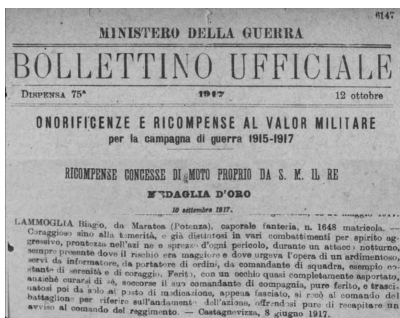 6147
MINISTERO DELLA GUERRA
BOLLETTINO UFFICIALE
DISPENSA 75ª 1917 12 ottobre
ONORIFICENZE E RICOMPENSE AL VALOR MILITARE
per la campagna di guerra 1915-1917
RICOMPENSE CONCESSE DI MOTO PROPRIO DA S. M. IL RE
MEDAGLIA D'ORO
10 settembre 1917.
LAMMOGLIA Biagio, da Maratea (Potenza), caporale fanteria, n. 1648 matricola. —
Coraggioso sino alla temerità, e già distintosi in vari combattimenti per spirito ag-
gressivo, prontezza nell'azi ne e sprezzo d'ogni pericolo, durante un attacco notturno,
sempre presente dove il rischio era maggiore e dove urgeva l'opera di un ardimentoso,
servì da informatore, da portatore di ordini, da comandante di squadra, esempio co-
stante di serenità e di coraggio. Ferito, con un occhio quasi completamente asportato,
anzichè curarsi di sè, soccorse il suo comandante di compagnia, pure ferito, e trasci-
natosi poi da solo al posto di medicazione, appena fasciato, si recò al comando del
battaglione per riferire sull'andamento dell'azione, offrendosi pure di recapitare un
avviso al comando del reggimento. — Castagnevizza, 8 giugno 1917.